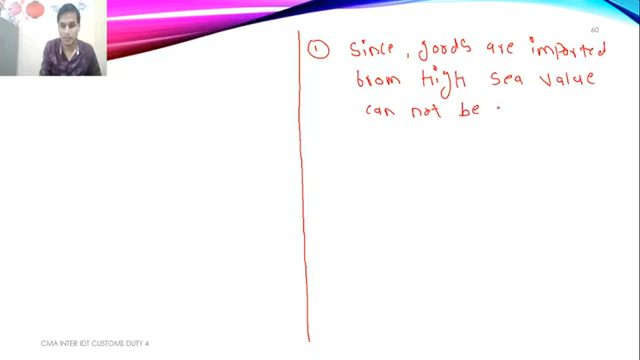 60
① Since, goods are imported
from High sea value
can not be
CMA INTER IDT CUSTOMS DUTY 4